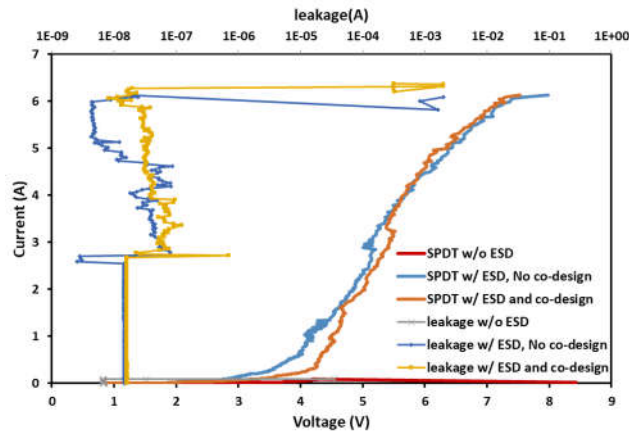 leakage(A)
1E-09 1E-08 1E-07 1E-06 1E-05 1E-04 1E-03 1E-02 1E-01 1E+00
7
6
5
4
3
2
1
0
Current (A)
SPDT w/o ESD
SPDT w/ ESD, No co-design
SPDT w/ ESD and co-design
leakage w/o ESD
leakage w/ ESD, No co-design
leakage w/ ESD and co-design
0 1 2 3 4 5 6 7 8 9
Voltage (V)